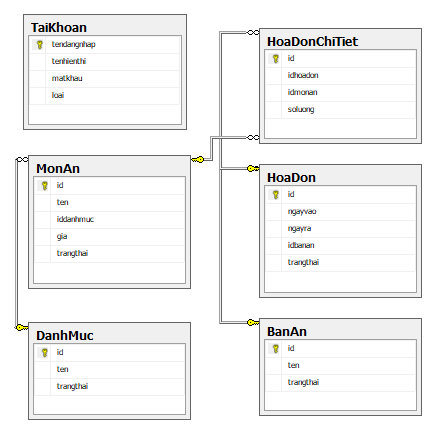 TaiKhoan
tendangnhap
tenhienthi
matkhau
loai
HoaDonChiTiet
id
idhoadon
idmonan
soluong
MonAn
id
ten
iddanhmuc
gia
trangthai
HoaDon
id
ngayvao
ngayra
idbanan
trangthai
DanhMuc
id
ten
trangthai
BanAn
id
ten
trangthai